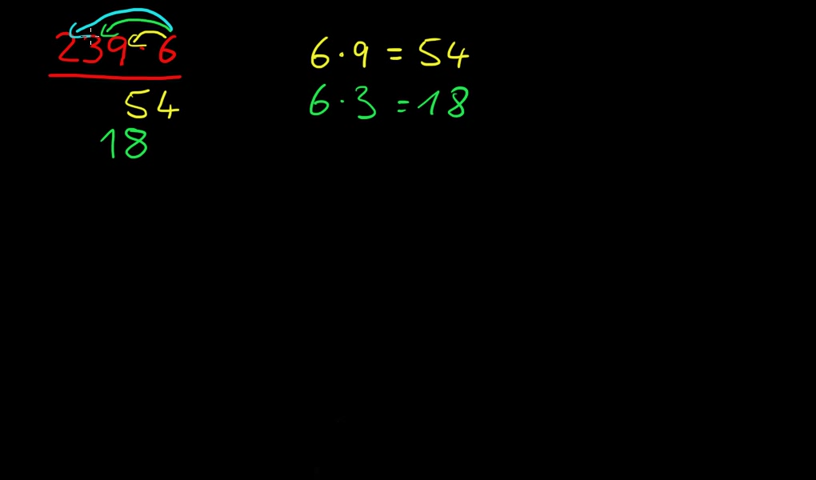 239·6
54
18
6·9 = 54
6·3 = 18